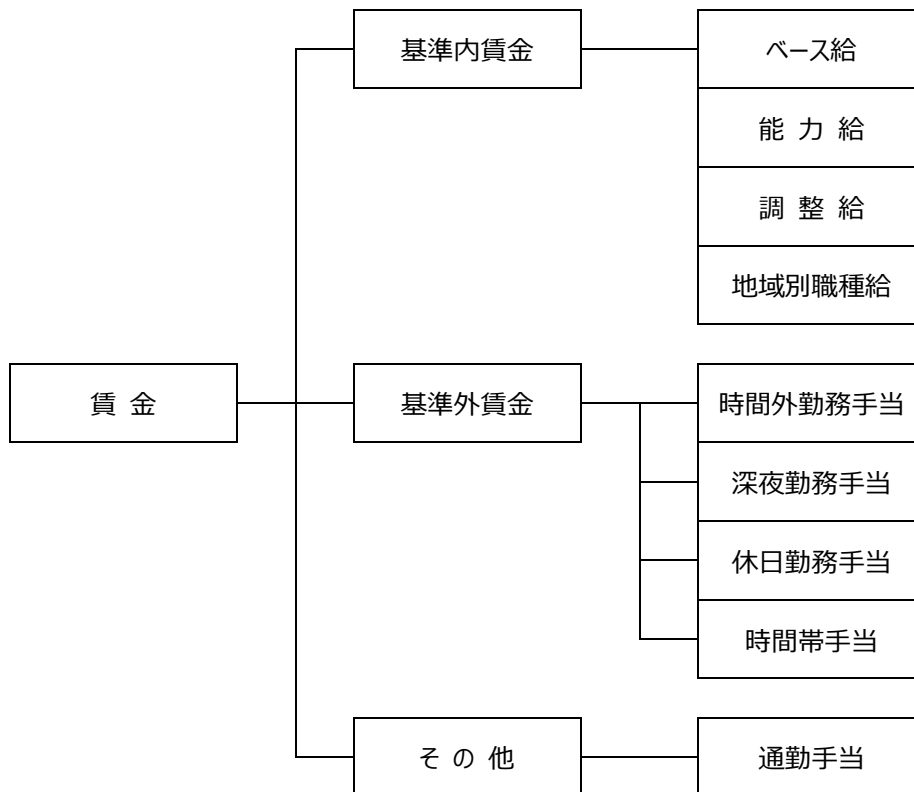 基準内賃金
ベース給
能 力 給
調 整 給
地域別職種給
賃 金
基準外賃金
時間外勤務手当
深夜勤務手当
休日勤務手当
時間帯手当
そ の 他
通勤手当